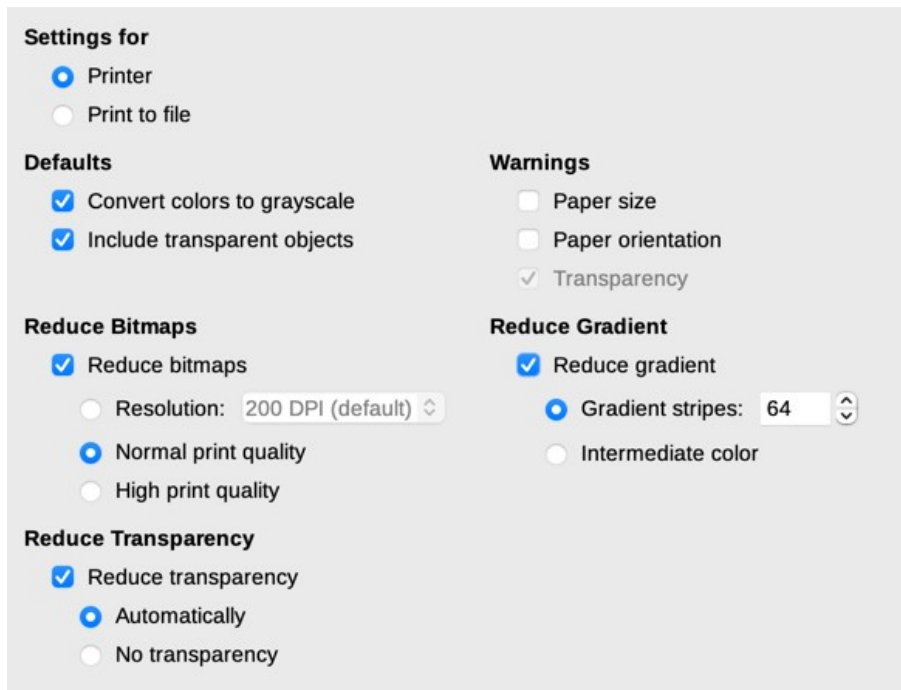 Settings for
Printer
Print to file
Defaults
Convert colors to grayscale
Include transparent objects
Warnings
Paper size
Paper orientation
Transparency
Reduce Bitmaps
Reduce bitmaps
Resolution: 200 DPI (default)
Normal print quality
High print quality
Reduce Gradient
Reduce gradient
Gradient stripes: 64
Intermediate color
Reduce Transparency
Reduce transparency
Automatically
No transparency